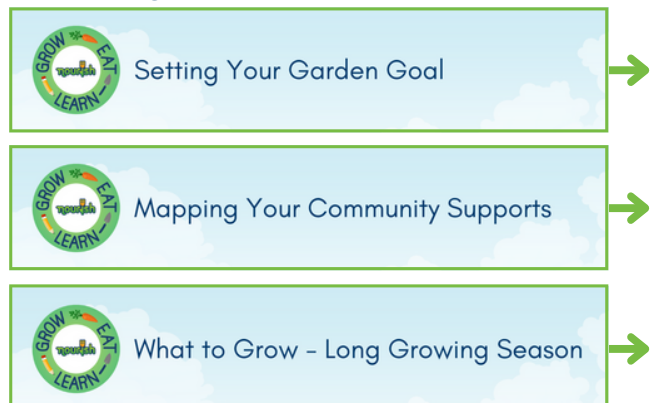 GROW EAT LEARN
nourish
Setting Your Garden Goal
GROW EAT LEARN
nourish
Mapping Your Community Supports
GROW EAT LEARN
nourish
What to Grow - Long Growing Season